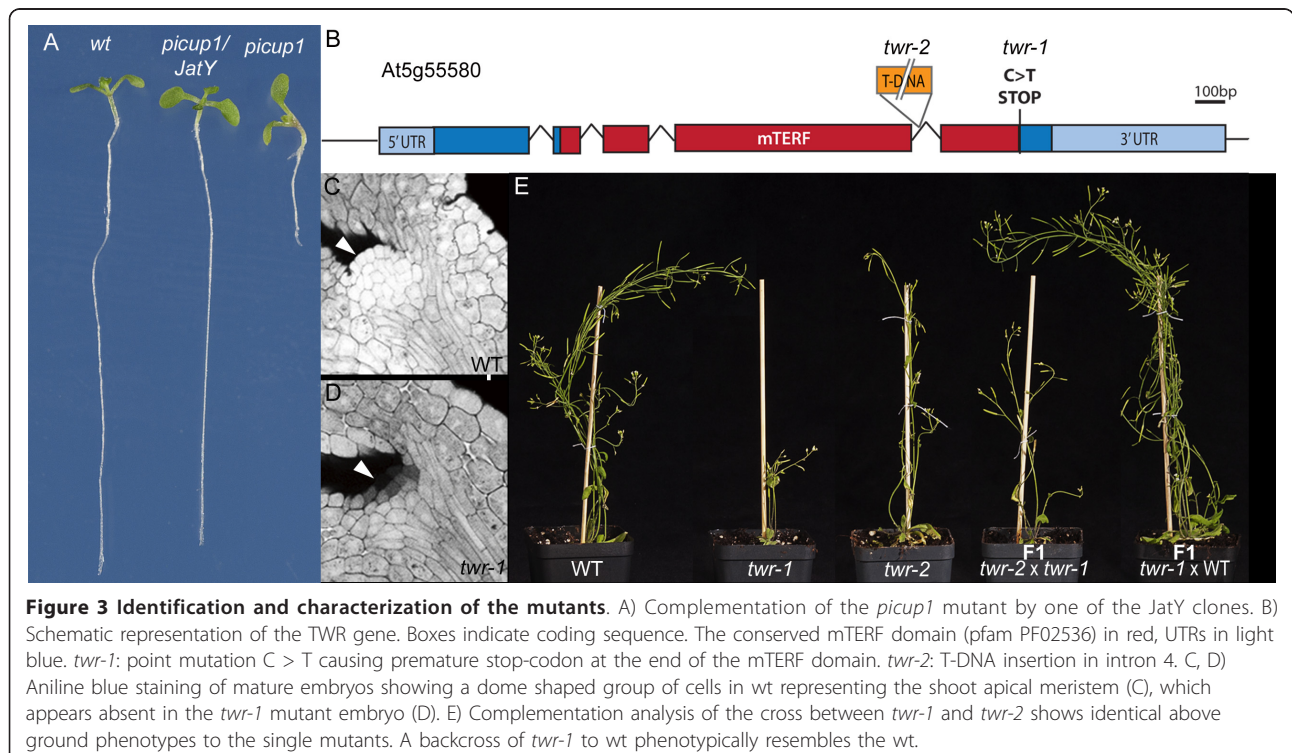 A
wt
picup1/
JatY
picup1
B
At5g55580
twr-2
T-DNA
twr-1
C>T
STOP
100bp
5' UTR
mTERF
3' UTR
C
WT
D
twr-1
E
WT
twr-1
twr-2
F1
twr-2 x twr-1
F1
twr-1 x WT
Figure 3 Identification and characterization of the mutants. A) Complementation of the picup1 mutant by one of the JatY clones. B)
Schematic representation of the TWR gene. Boxes indicate coding sequence. The conserved mTERF domain (pfam PF02536) in red, UTRs in light
blue. twr-1: point mutation C > T causing premature stop-codon at the end of the mTERF domain. twr-2: T-DNA insertion in intron 4. C, D)
Aniline blue staining of mature embryos showing a dome shaped group of cells in wt representing the shoot apical meristem (C), which
appears absent in the twr-1 mutant embryo (D). E) Complementation analysis of the cross between twr-1 and twr-2 shows identical above
ground phenotypes to the single mutants. A backcross of twr-1 to wt phenotypically resembles the wt.